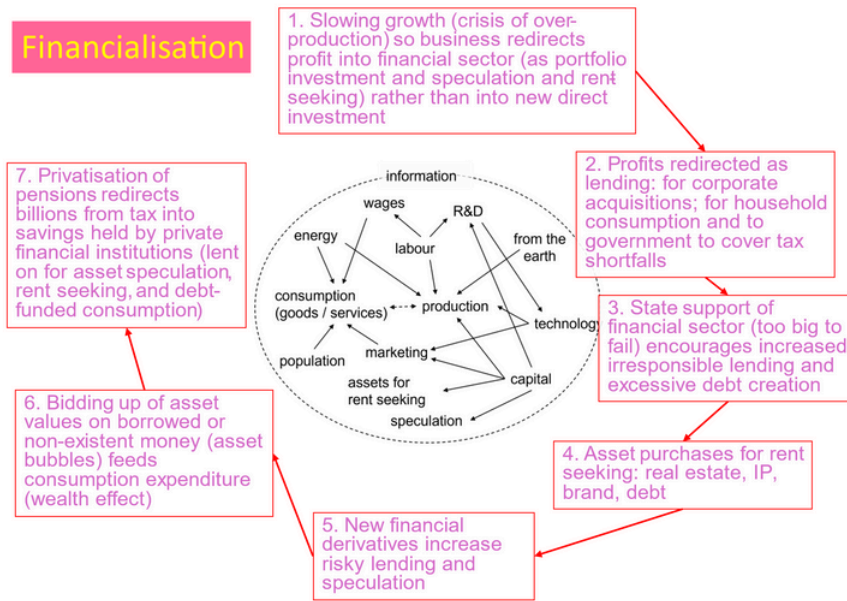 Financialisation
1. Slowing growth (crisis of over-
production) so business redirects
profit into financial sector (as portfolio
investment and speculation and rent
seeking) rather than into new direct
investment
2. Profits redirected as
lending: for corporate
acquisitions; for household
consumption and to
government to cover tax
shortfalls
3. State support of
financial sector (too big to
fail) encourages increased
irresponsible lending and
excessive debt creation
4. Asset purchases for rent
seeking: real estate, IP,
brand, debt
5. New financial
derivatives increase
risky lending and
speculation
6. Bidding up of asset
values on borrowed or
non-existent money (asset
bubbles) feeds
consumption expenditure
(wealth effect)
7. Privatisation of
pensions redirects
billions from tax into
savings held by private
financial institutions (lent
on for asset speculation,
rent seeking, and debt-
funded consumption)
information
wages
R&D
energy
labour
from the
earth
consumption
(goods / services)
production
technology
population
marketing
assets for
rent seeking
capital
speculation